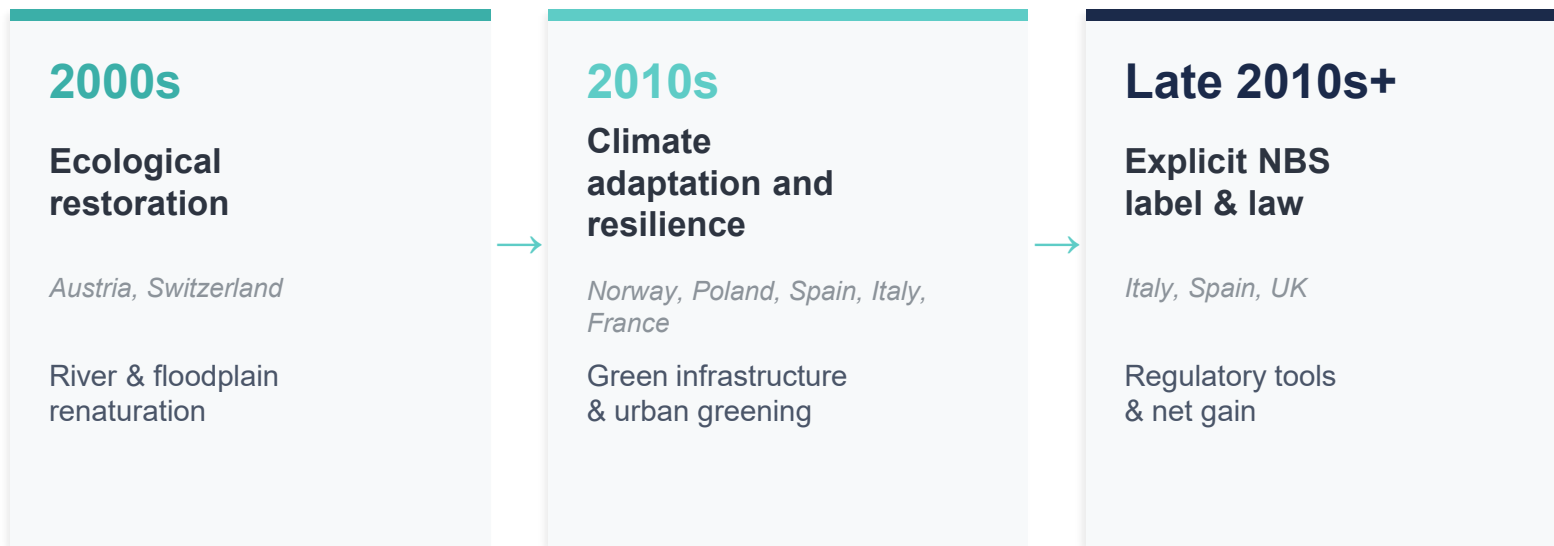 2000s
Ecological
restoration
Austria, Switzerland
River & floodplain
renaturation
→
2010s
Climate
adaptation and
resilience
Norway, Poland, Spain, Italy,
France
Green infrastructure
& urban greening
→
Late 2010s+
Explicit NBS
label & law
Italy, Spain, UK
Regulatory tools
& net gain